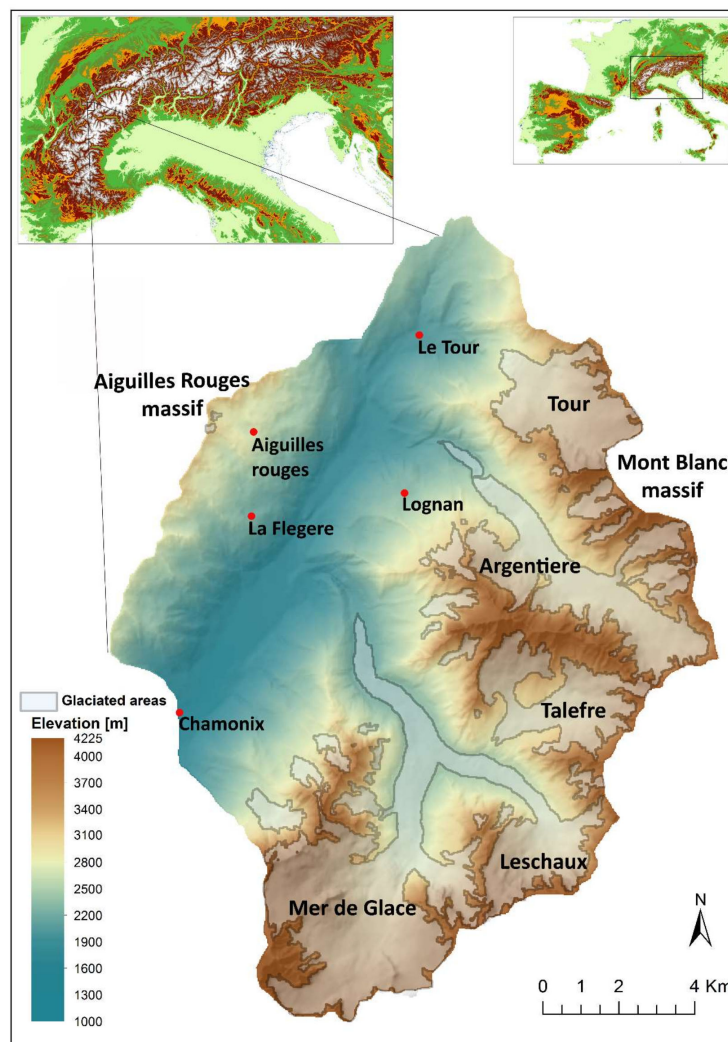 Le Tour
Aiguilles Rouges
massif
Tour
Aiguilles
rouges
Mont Blanc
massif
Lognan
La Flegere
Argentiere
Glaciated areas
Talefre
Elevation [m]
Chamonix
4225
4000
3700
3400
3100
2800
2500
2200
1900
1600
1300
1000
Leschaux
Mer de Glace
N
0 1 2 4 Km